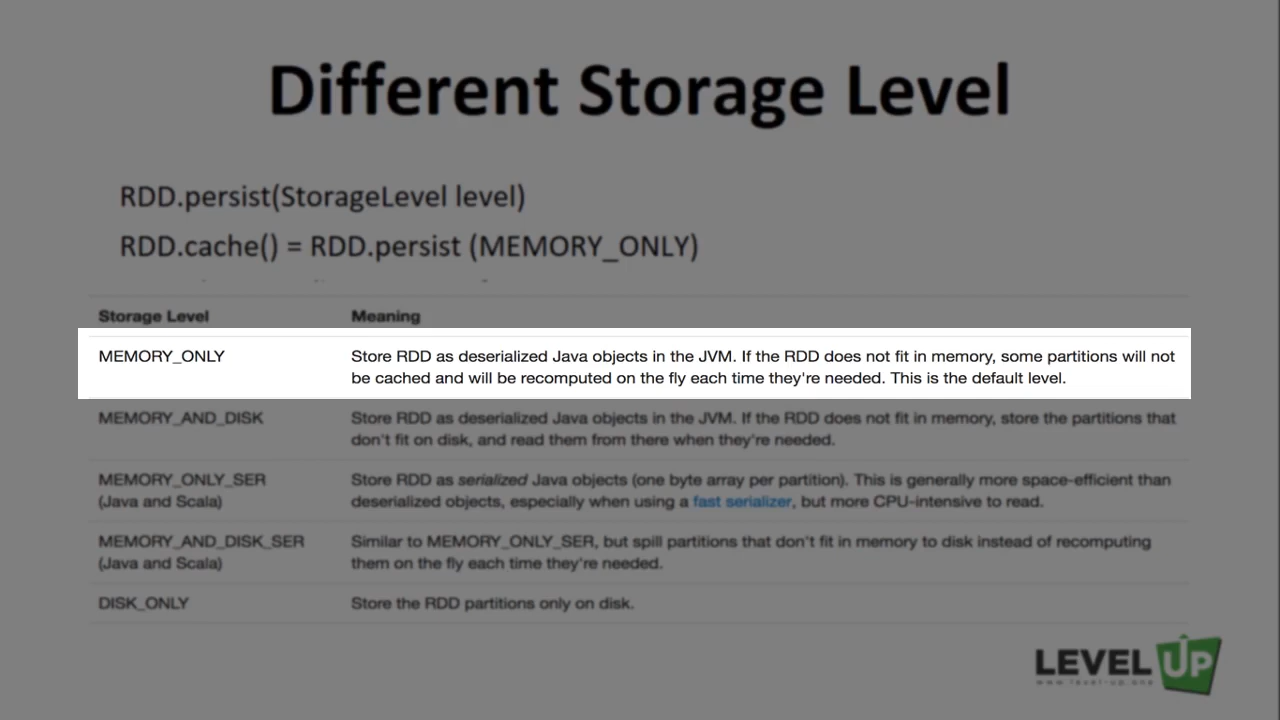 Different Storage Level
RDD.persist(StorageLevel level)
RDD.cache() = RDD.persist (MEMORY_ONLY)
Storage Level Meaning
MEMORY_ONLY Store RDD as deserialized Java objects in the JVM. If the RDD does not fit in memory, some partitions will not
be cached and will be recomputed on the fly each time they're needed. This is the default level.
MEMORY_AND_DISK Store RDD as deserialized Java objects in the JVM. If the RDD does not fit in memory, store the partitions that
don't fit on disk, and read them from there when they're needed.
MEMORY_ONLY_SER Store RDD as serialized Java objects (one byte array per partition). This is generally more space-efficient than
(Java and Scala) deserialized objects, especially when using a fast serializer, but more CPU-intensive to read.
MEMORY_AND_DISK_SER Similar to MEMORY_ONLY_SER, but spill partitions that don't fit in memory to disk instead of recomputing
(Java and Scala) them on the fly each time they're needed.
DISK_ONLY Store the RDD partitions only on disk.
LEVEL UP
www.level-up.one